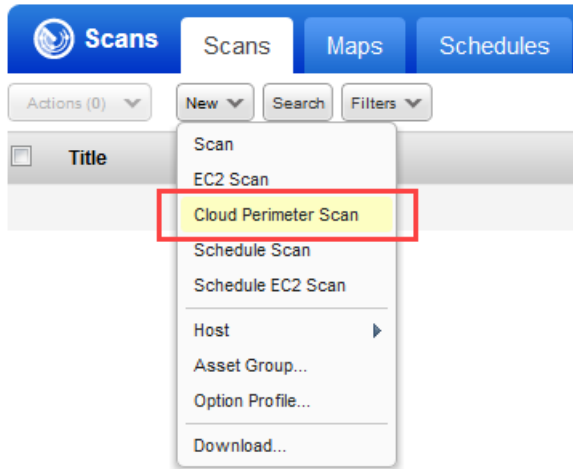 Scans Scans Maps Schedules
Actions (0) New Search Filters
Title
Scan
EC2 Scan
Cloud Perimeter Scan
Schedule Scan
Schedule EC2 Scan
Host
Asset Group...
Option Profile...
Download...